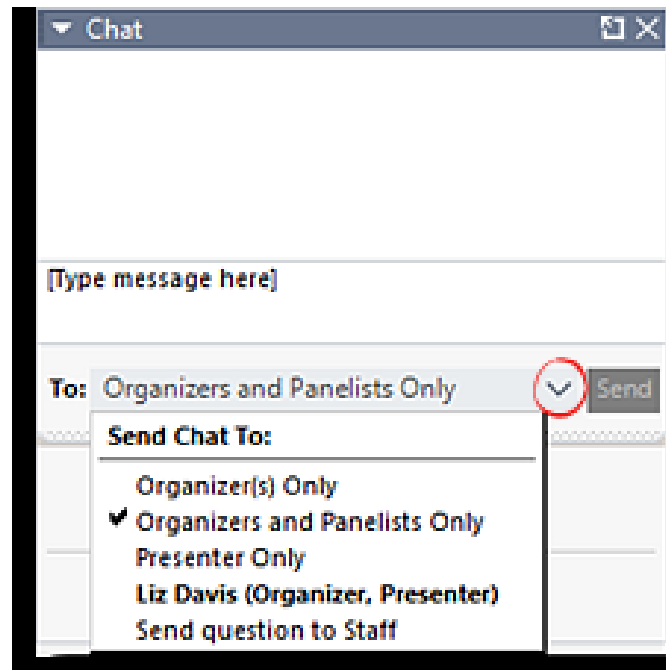 Chat
[Type message here]
To: Organizers and Panelists Only Send
Send Chat To:
Organizer(s) Only
Organizers and Panelists Only
Presenter Only
Liz Davis (Organizer, Presenter)
Send question to Staff